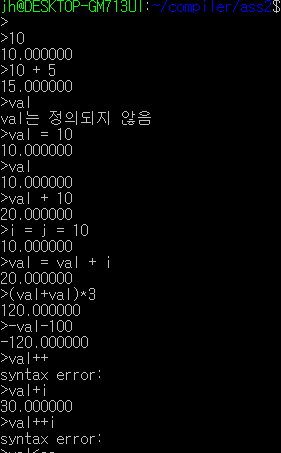 jh@DESKTOP-GM713UI:~/compiler/ass2$
>
>10
10.000000
>10 + 5
15.000000
>val
val는 정의되지 않음
>val = 10
10.000000
>val
10.000000
>val + 10
20.000000
>i = j = 10
10.000000
>val = val + i
20.000000
>(val+val)*3
120.000000
>-val-100
-120.000000
>val++
syntax error:
>val+i
30.000000
>val++i
syntax error: